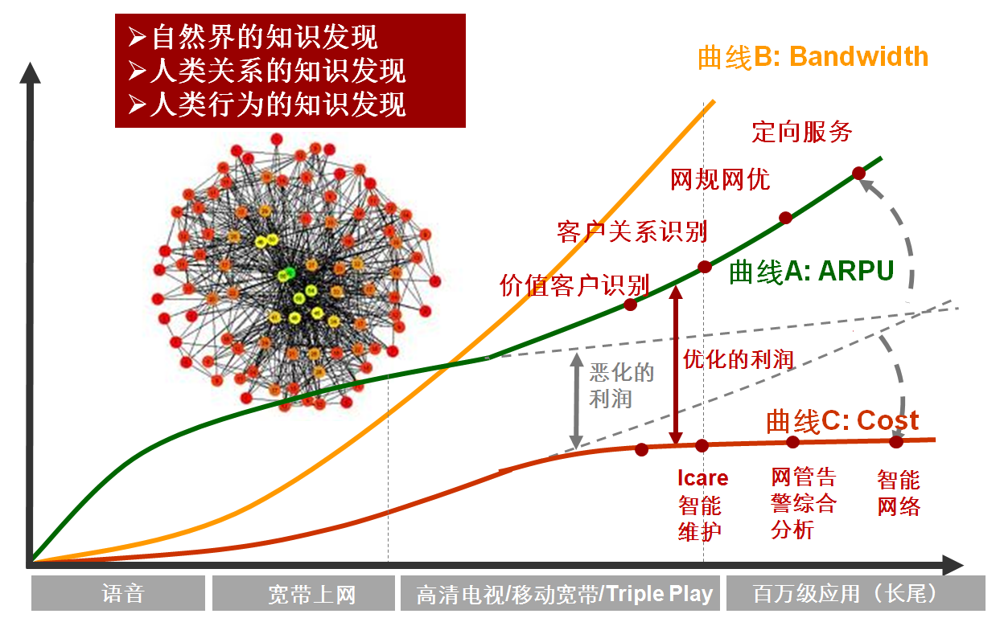 ➢自然界的知识发现
➢人类关系的知识发现
➢人类行为的知识发现
曲线B: Bandwidth
定向服务
网规网优
客户关系识别
价值客户识别
曲线A: ARPU
恶化的
利润
优化的利润
曲线C: Cost
Icare
智能
维护
网管告
警综合
分析
智能
网络
语音
宽带上网
高清电视/移动宽带/Triple Play
百万级应用（长尾）